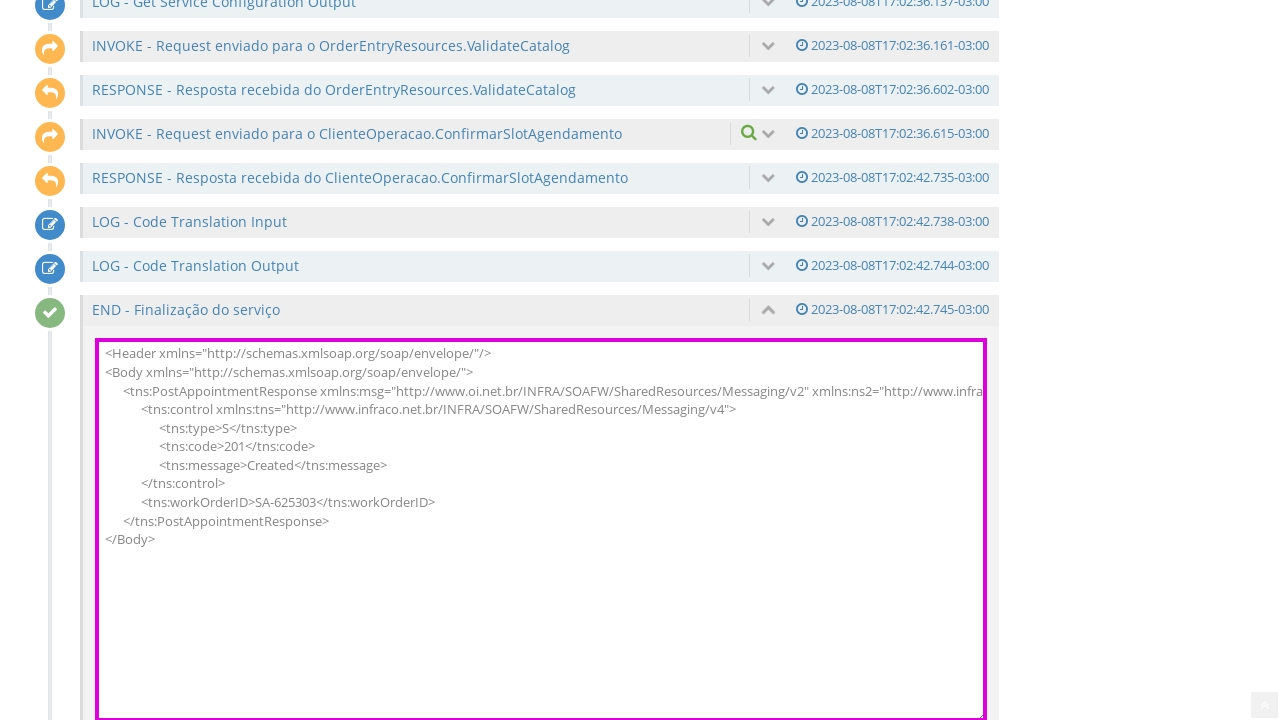 LOG - Get Service Configuration Output 2023-08-08T17:02:36.137-03:00
INVOKE - Request enviado para o OrderEntryResources.ValidateCatalog 2023-08-08T17:02:36.161-03:00
RESPONSE - Resposta recebida do OrderEntryResources.ValidateCatalog 2023-08-08T17:02:36.602-03:00
INVOKE - Request enviado para o ClienteOperacao.ConfirmarSlotAgendamento 2023-08-08T17:02:36.615-03:00
RESPONSE - Resposta recebida do ClienteOperacao.ConfirmarSlotAgendamento 2023-08-08T17:02:42.735-03:00
LOG - Code Translation Input 2023-08-08T17:02:42.738-03:00
LOG - Code Translation Output 2023-08-08T17:02:42.744-03:00
END - Finalização do serviço 2023-08-08T17:02:42.745-03:00
<Header xmlns="http://schemas.xmlsoap.org/soap/envelope/"/>
<Body xmlns="http://schemas.xmlsoap.org/soap/envelope/">
<tns:PostAppointmentResponse xmlns:msg="http://www.oi.net.br/INFRA/SOAFW/SharedResources/Messaging/v2" xmlns:ns2="http://www.infra
<tns:control xmlns:tns="http://www.infraco.net.br/INFRA/SOAFW/SharedResources/Messaging/v4">
<tns:type>S</tns:type>
<tns:code>201</tns:code>
<tns:message>Created</tns:message>
</tns:control>
<tns:workOrderID>SA-625303</tns:workOrderID>
</tns:PostAppointmentResponse>
</Body>